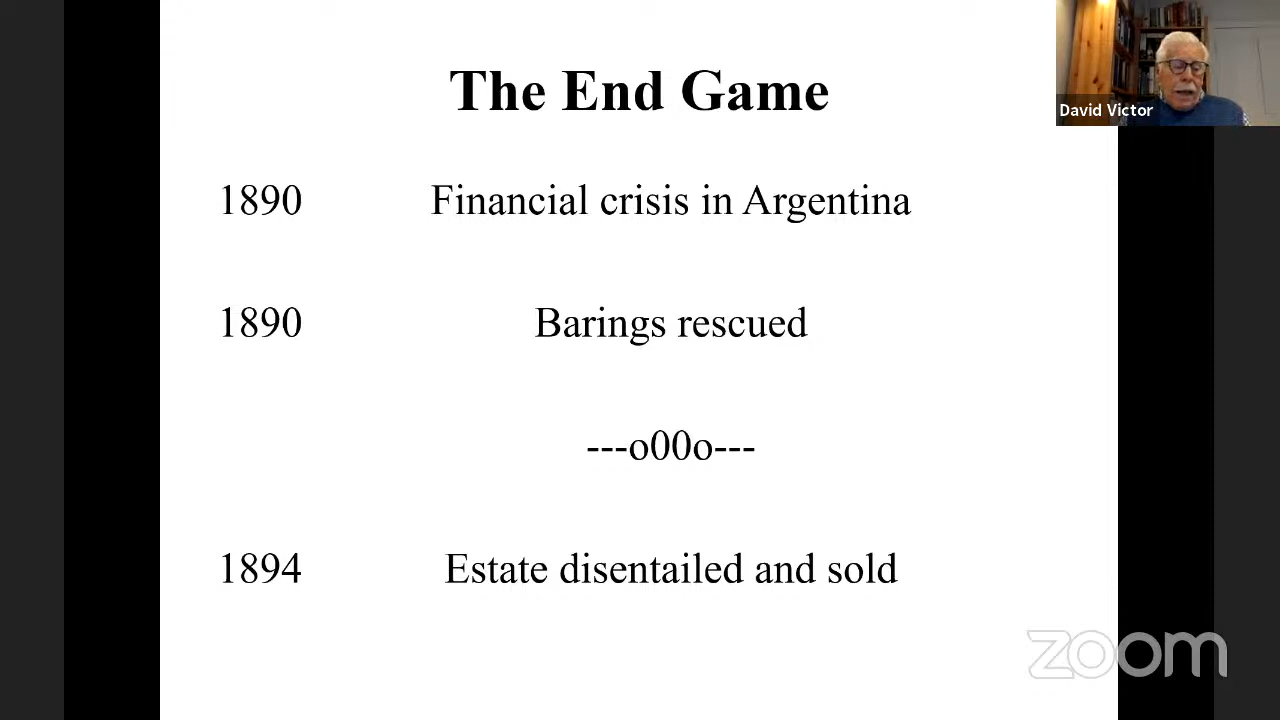 The End Game
David Victor
1890 Financial crisis in Argentina
1890 Barings rescued
---o00o---
1894 Estate disentailed and sold
zoom